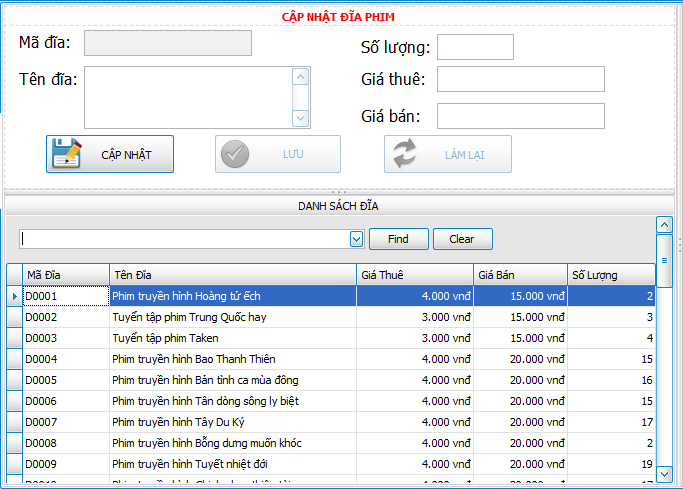 CẬP NHẬT ĐĨA PHIM
Mã đĩa:
Số lượng:
Tên đĩa:
Giá thuê:
Giá bán:
CẬP NHẬT
LƯU
LÀM LẠI
DANH SÁCH ĐĨA
Find
Clear
Mã Đĩa Tên Đĩa Giá Thuê Giá Bán Số Lượng
D0001 Phim truyền hình Hoàng tử ếch 4.000 vnđ 15.000 vnđ 2
D0002 Tuyển tập phim Trung Quốc hay 3.000 vnđ 15.000 vnđ 3
D0003 Tuyển tập phim Taken 3.000 vnđ 15.000 vnđ 4
D0004 Phim truyền hình Bao Thanh Thiên 4.000 vnđ 20.000 vnđ 15
D0005 Phim truyền hình Bản tình ca mùa đông 4.000 vnđ 20.000 vnđ 16
D0006 Phim truyền hình Tân dòng sông ly biệt 4.000 vnđ 20.000 vnđ 15
D0007 Phim truyền hình Tây Du Ký 4.000 vnđ 20.000 vnđ 17
D0008 Phim truyền hình Bỗng dưng muốn khóc 4.000 vnđ 20.000 vnđ 2
D0009 Phim truyền hình Tuyết nhiệt đới 4.000 vnđ 20.000 vnđ 19